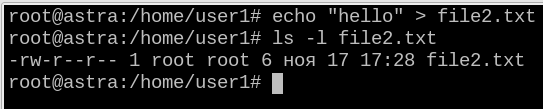 root@astra:/home/user1# echo "hello" > file2.txt
root@astra:/home/user1# ls -l file2.txt
-rw-r--r-- 1 root root 6 ноя 17 17:28 file2.txt
root@astra:/home/user1#